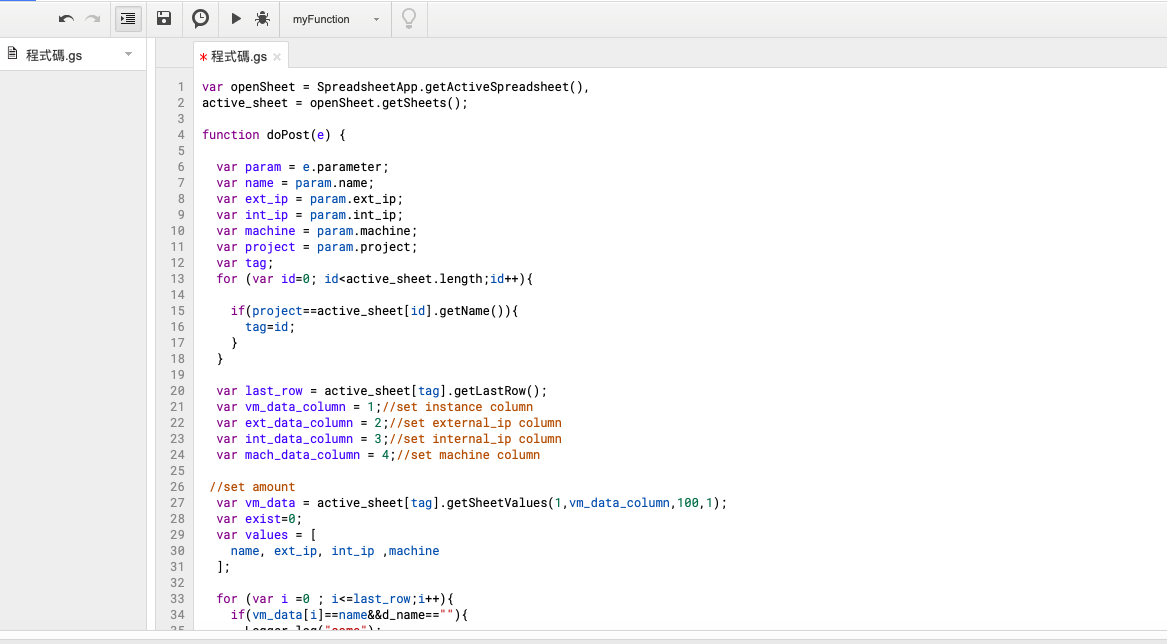 myFunction
程式碼.gs
* 程式碼.gs ×
1 var openSheet = SpreadsheetApp.getActiveSpreadsheet(),
2 active_sheet = openSheet.getSheets();
3
4 function doPost(e) {
5
6 var param = e.parameter;
7 var name = param.name;
8 var ext_ip = param.ext_ip;
9 var int_ip = param.int_ip;
10 var machine = param.machine;
11 var project = param.project;
12 var tag;
13 for (var id=0; id<active_sheet.length;id++){
14
15 if(project==active_sheet[id].getName()){
16 tag=id;
17 }
18 }
19
20 var last_row = active_sheet[tag].getLastRow();
21 var vm_data_column = 1;//set instance column
22 var ext_data_column = 2;//set external_ip column
23 var int_data_column = 3;//set internal_ip column
24 var mach_data_column = 4;//set machine column
25
26 //set amount
27 var vm_data = active_sheet[tag].getSheetValues(1,vm_data_column,100,1);
28 var exist=0;
29 var values = [
30 name, ext_ip, int_ip ,machine
31 ];
32
33 for (var i =0 ; i<=last_row;i++){
34 if(vm_data[i]==name&&d_name==""){